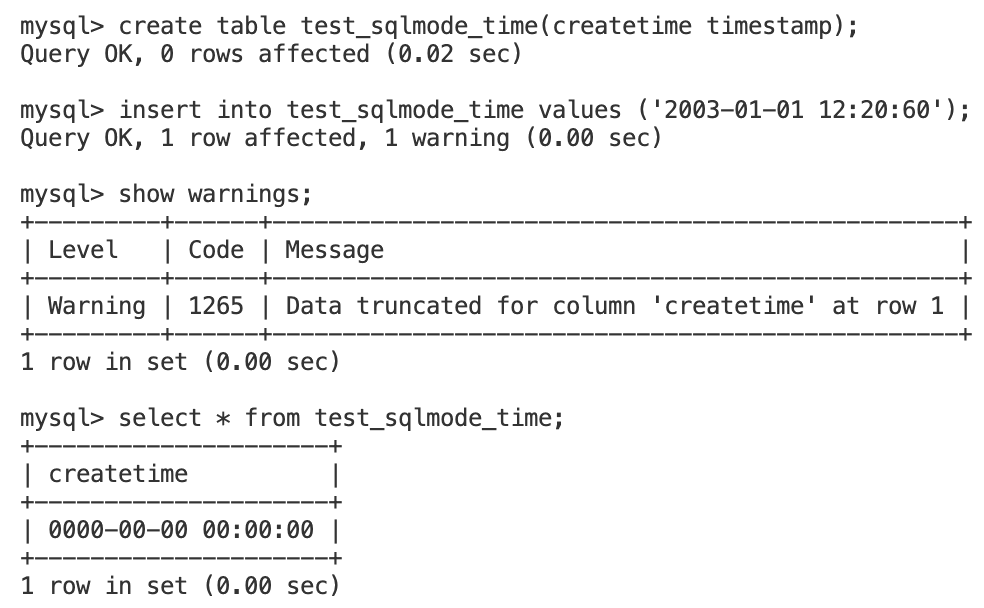 mysql> create table test_sqlmode_time(createtime timestamp);
Query OK, 0 rows affected (0.02 sec)

mysql> insert into test_sqlmode_time values ('2003-01-01 12:20:60');
Query OK, 1 row affected, 1 warning (0.00 sec)

mysql> show warnings;
+---------+------+-------------------------------------------------+
| Level   | Code | Message                                         |
+---------+------+-------------------------------------------------+
| Warning | 1265 | Data truncated for column 'createtime' at row 1 |
+---------+------+-------------------------------------------------+
1 row in set (0.00 sec)

mysql> select * from test_sqlmode_time;
+---------------------+
| createtime          |
+---------------------+
| 0000-00-00 00:00:00 |
+---------------------+
1 row in set (0.00 sec)